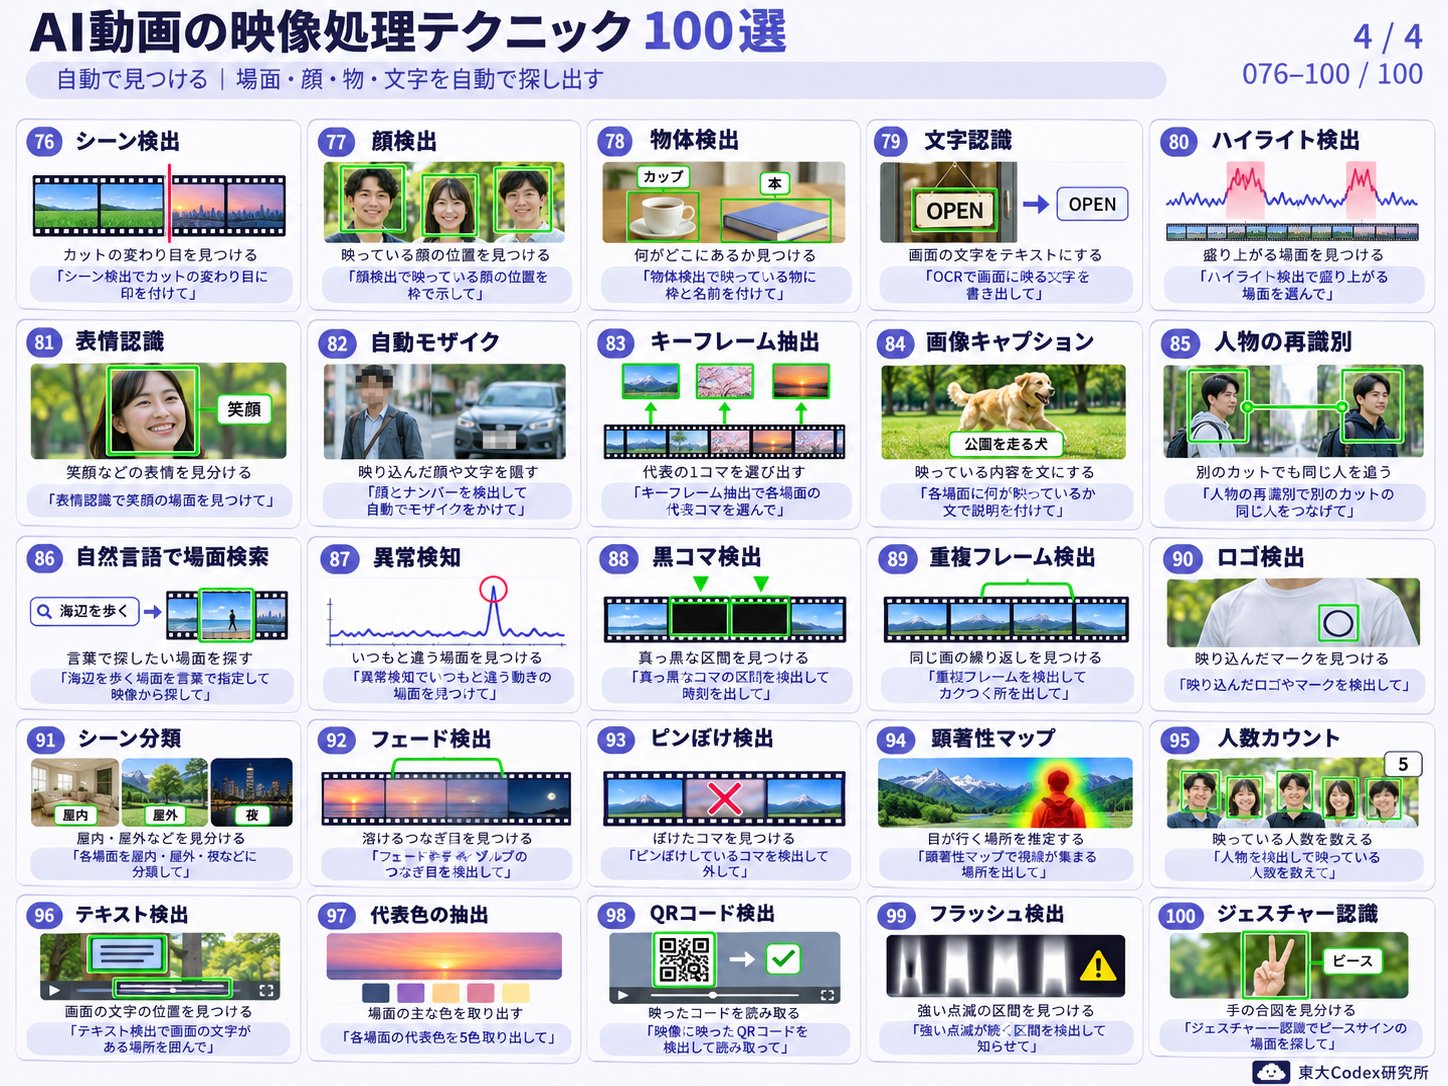 AI動画の映像処理テクニック 100選
4 / 4
自動で見つける｜場面・顔・物・文字を自動で探し出す
076–100 / 100
76 シーン検出
カットの変わり目を見つける
「シーン検出でカットの変わり目に
印を付けて」
77 顔検出
映っている顔の位置を見つける
「顔検出で映っている顔の位置を
枠で示して」
78 物体検出
カップ
本
何がどこにあるか見つける
「物体検出で映っている物に
枠と名前を付けて」
79 文字認識
OPEN
OPEN
画面の文字をテキストにする
「OCRで画面に映る文字を
書き出して」
80 ハイライト検出
盛り上がる場面を見つける
「ハイライト検出で盛り上がる
場面を選んで」
81 表情認識
笑顔
笑顔などの表情を見分ける
「表情認識で笑顔の場面を見つけて」
82 自動モザイク
映り込んだ顔や文字を隠す
「顔とナンバーを検出して
自動でモザイクをかけて」
83 キーフレーム抽出
代表の1コマを選び出す
「キーフレーム抽出で各場面の
代表コマを選んで」
84 画像キャプション
公園を走る犬
映っている内容を文にする
「各場面に何が映っているか
文で説明を付けて」
85 人物の再識別
別のカットでも同じ人を追う
「人物の再識別で別のカットの
同じ人をつなげて」
86 自然言語で場面検索
海辺を歩く
言葉で探したい場面を探す
「海辺を歩く場面を言葉で指定して
映像から探して」
87 異常検知
いつもと違う場面を見つける
「異常検知でいつもと違う動きの
場面を見つけて」
88 黒コマ検出
真っ黒な区間を見つける
「真っ黒なコマの区間を検出して
時刻を出して」
89 重複フレーム検出
同じ画の繰り返しを見つける
「重複フレームを検出して
カクつく所を出して」
90 ロゴ検出
映り込んだマークを見つける
「映り込んだロゴやマークを検出して」
91 シーン分類
屋内
屋外
夜
屋内・屋外などを見分ける
「各場面を屋内・屋外・夜などに
分類して」
92 フェード検出
溶けるつなぎ目を見つける
「フェード
つなぎ目を検出して」
93 ピンぼけ検出
ぼけたコマを見つける
「ピンぼけしているコマを検出して
外して」
94 顕著性マップ
目が行く場所を推定する
「顕著性マップで視線が集まる
場所を出して」
95 人数カウント
5
映っている人数を数える
「人物を検出して映っている
人数を数えて」
96 テキスト検出
画面の文字の位置を見つける
「テキスト検出で画面の文字が
ある場所を囲んで」
97 代表色の抽出
場面の主な色を取り出す
「各場面の代表色を5色取り出して」
98 QRコード検出
映ったコードを読み取る
「映像に映ったQRコードを
検出して読み取って」
99 フラッシュ検出
強い点滅の区間を見つける
「強い点滅が続く区間を検出して
知らせて」
100 ジェスチャー認識
ピース
手の合図を見分ける
「ジェスチャー認識でピースサインの
場面を探して」
東大Codex研究所